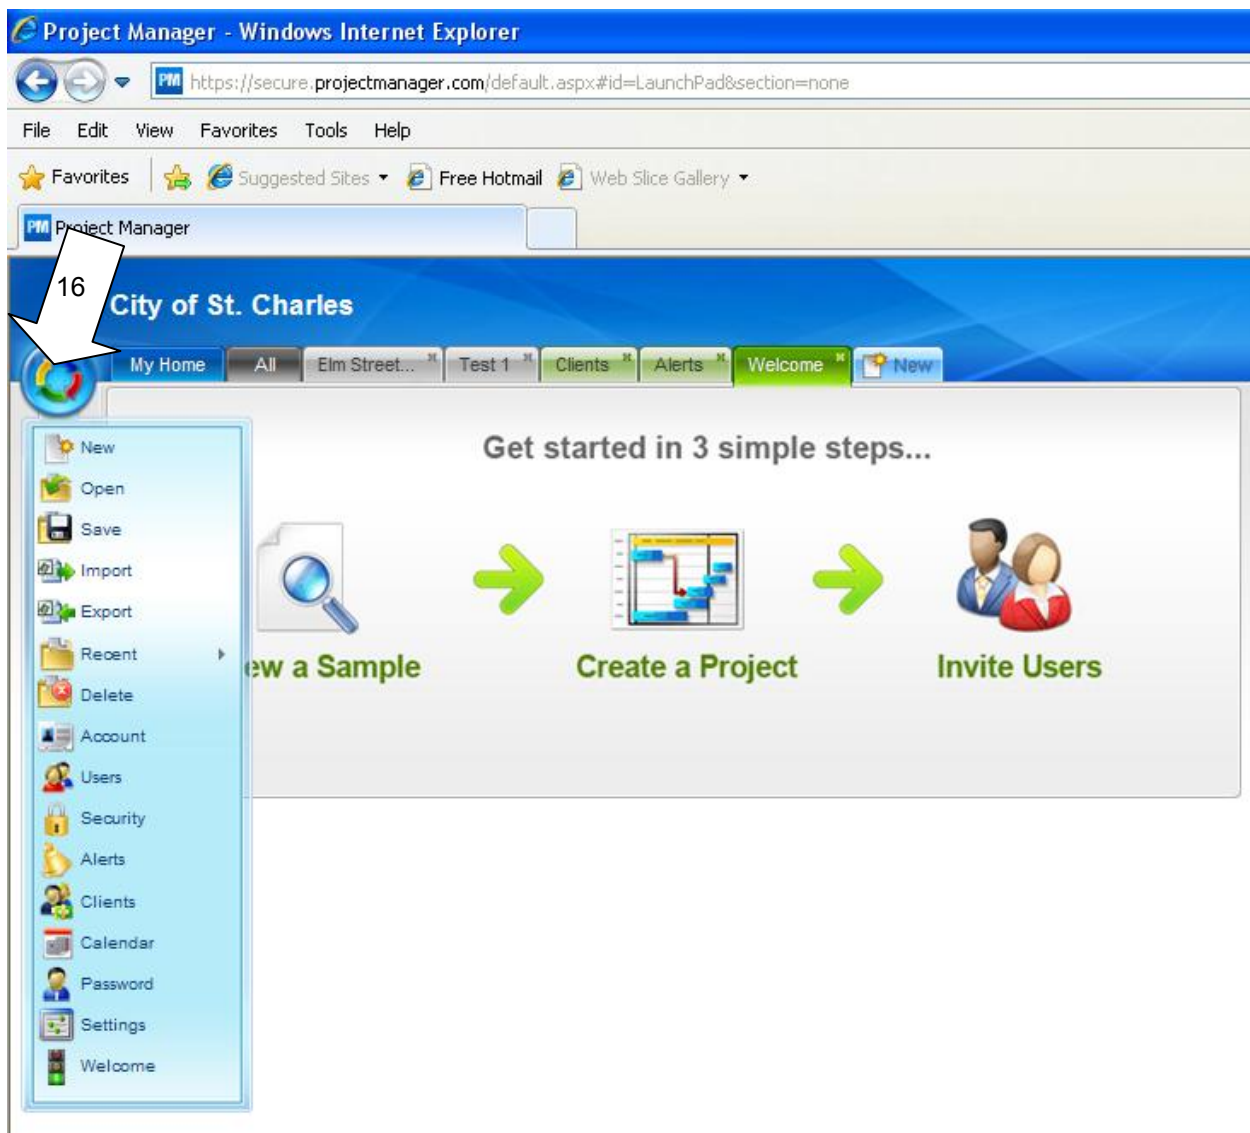 Project Manager - Windows Internet Explorer
PM https://secure.projectmanager.com/default.aspx#id=LaunchPad&section=none
File Edit View Favorites Tools Help
Favorites Suggested Sites Free Hotmail Web Slice Gallery
PM Project Manager
16
City of St. Charles
My Home All Elm Street... Test 1 Clients Alerts Welcome New
Get started in 3 simple steps...
New
Open
Save
Import
Export
Recent
ew a Sample Create a Project Invite Users
Delete
Account
Users
Security
Alerts
Clients
Calendar
Password
Settings
Welcome